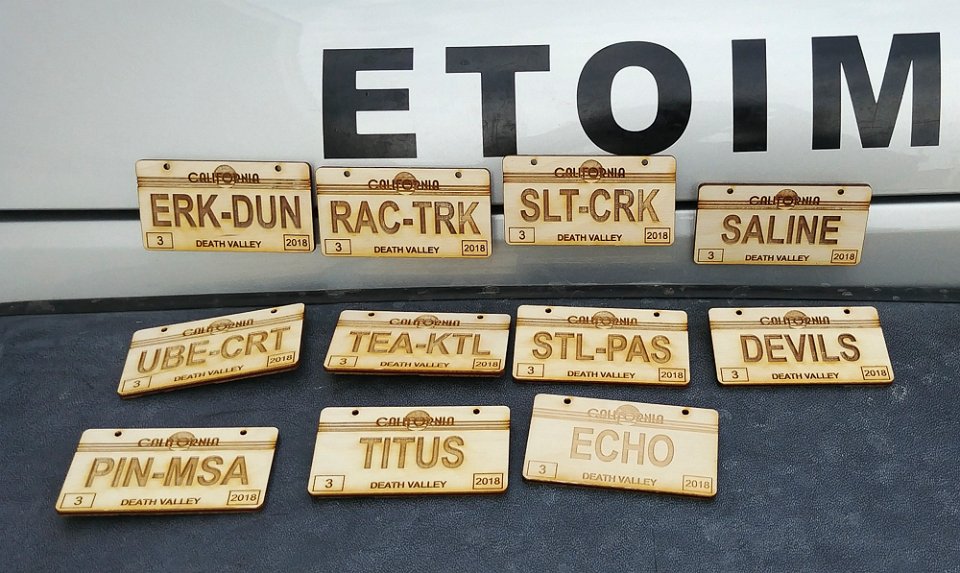 ETOIM
CALIFORNIA
ERK-DUN
3 DEATH VALLEY 2018
CALIFORNIA
RAC-TRK
3 DEATH VALLEY 2018
CALIFORNIA
SLT-CRK
3 DEATH VALLEY 2018
CALIFORNIA
SALINE
3 DEATH VALLEY 2018
CALIFORNIA
UBE-CRT
3 DEATH VALLEY 2018
CALIFORNIA
TEA-KTL
3 DEATH VALLEY 2018
CALIFORNIA
STL-PAS
3 DEATH VALLEY 2018
CALIFORNIA
DEVILS
3 DEATH VALLEY 2018
CALIFORNIA
PIN-MSA
3 DEATH VALLEY 2018
CALIFORNIA
TITUS
3 DEATH VALLEY 2018
CALIFORNIA
ECHO
3 DEATH VALLEY 2018